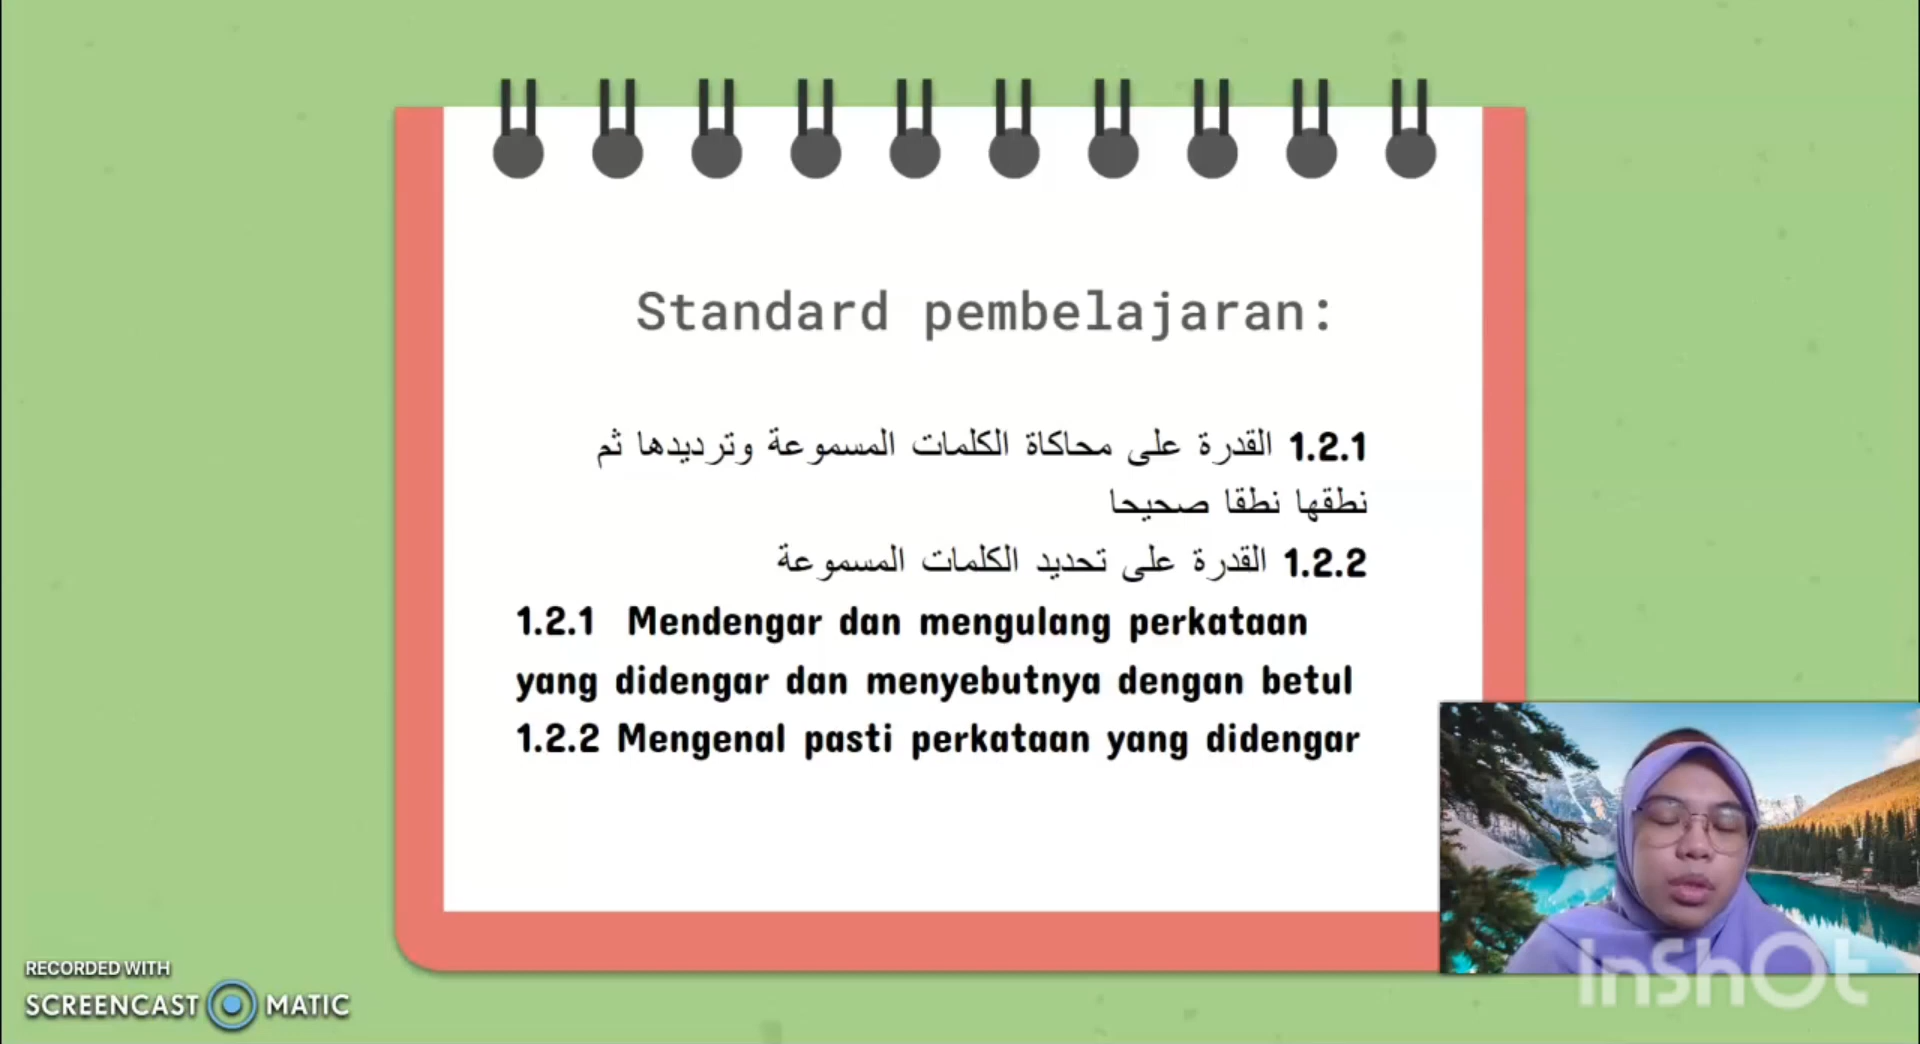 Standard pembelajaran:
1.2.1 القدرة على محاكاة الكلمات المسموعة وترديدها ثم
نطقها نطقا صحيحا
1.2.2 القدرة على تحديد الكلمات المسموعة
1.2.1 Mendengar dan mengulang perkataan
yang didengar dan menyebutnya dengan betul
1.2.2 Mengenal pasti perkataan yang didengar
RECORDED WITH
SCREENCAST MATIC
InShOt